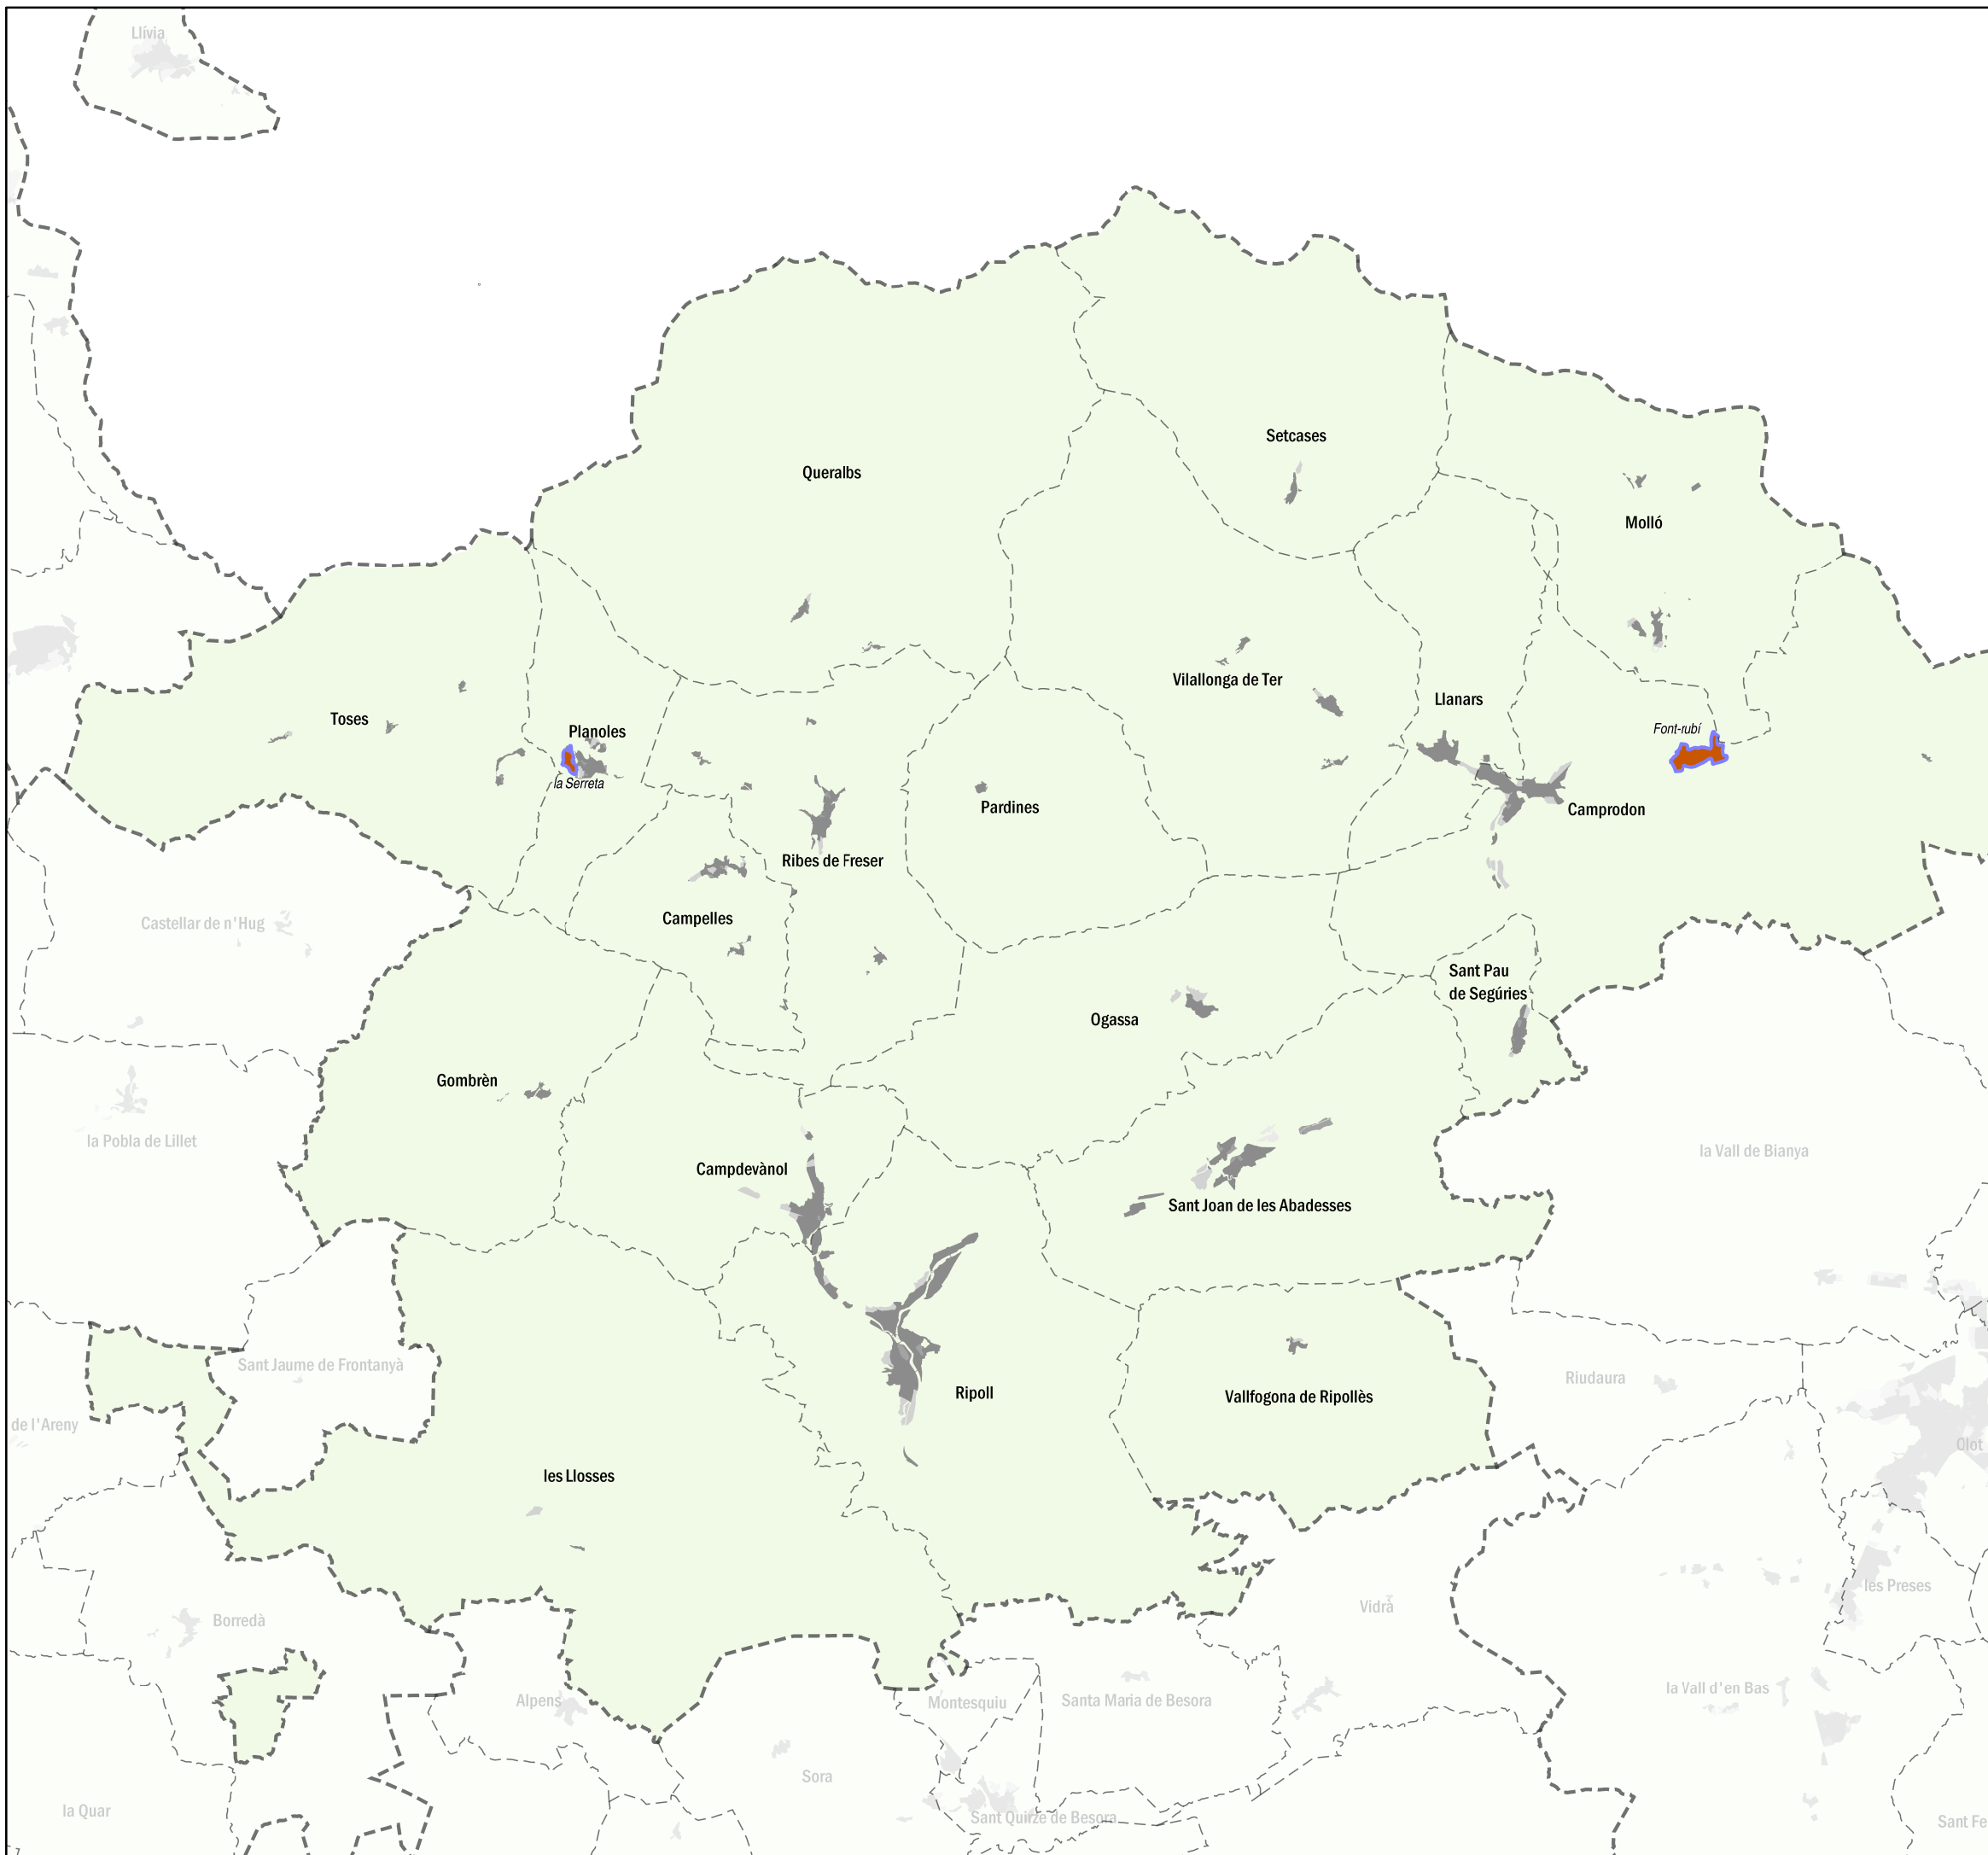 Llívia
Setcases
Queralbs
Molló
Vilallonga de Ter
Llanars
Toses
Font-rubí
Planoles
la Serreta
Pardines
Camprodon
Ribes de Freser
Campelles
Castellar de n'Hug
Sant Pau
de Segúries
Ogassa
Gombrèn
la Pobla de Lillet
la Vall de Bianya
Campdevànol
Sant Joan de les Abadesses
Sant Jaume de Frontanyà
Riudaura
Ripoll
Vallfogona de Ripollès
de l'Areny
Olot
les Llosses
les Preses
Vidrà
Borredà
la Vall d'en Bas
Alpens
Montesquiu
Santa Maria de Besora
Sora
la Quar
Sant Quirze de Besora
Sant Fe